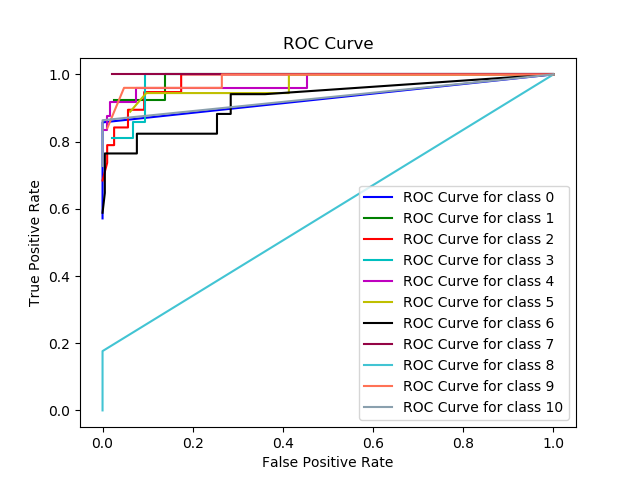 ROC Curve
1.0
0.8
0.6
0.4
0.2
0.0
True Positive Rate
ROC Curve for class 0
ROC Curve for class 1
ROC Curve for class 2
ROC Curve for class 3
ROC Curve for class 4
ROC Curve for class 5
ROC Curve for class 6
ROC Curve for class 7
ROC Curve for class 8
ROC Curve for class 9
ROC Curve for class 10
0.0 0.2 0.4 0.6 0.8 1.0
False Positive Rate